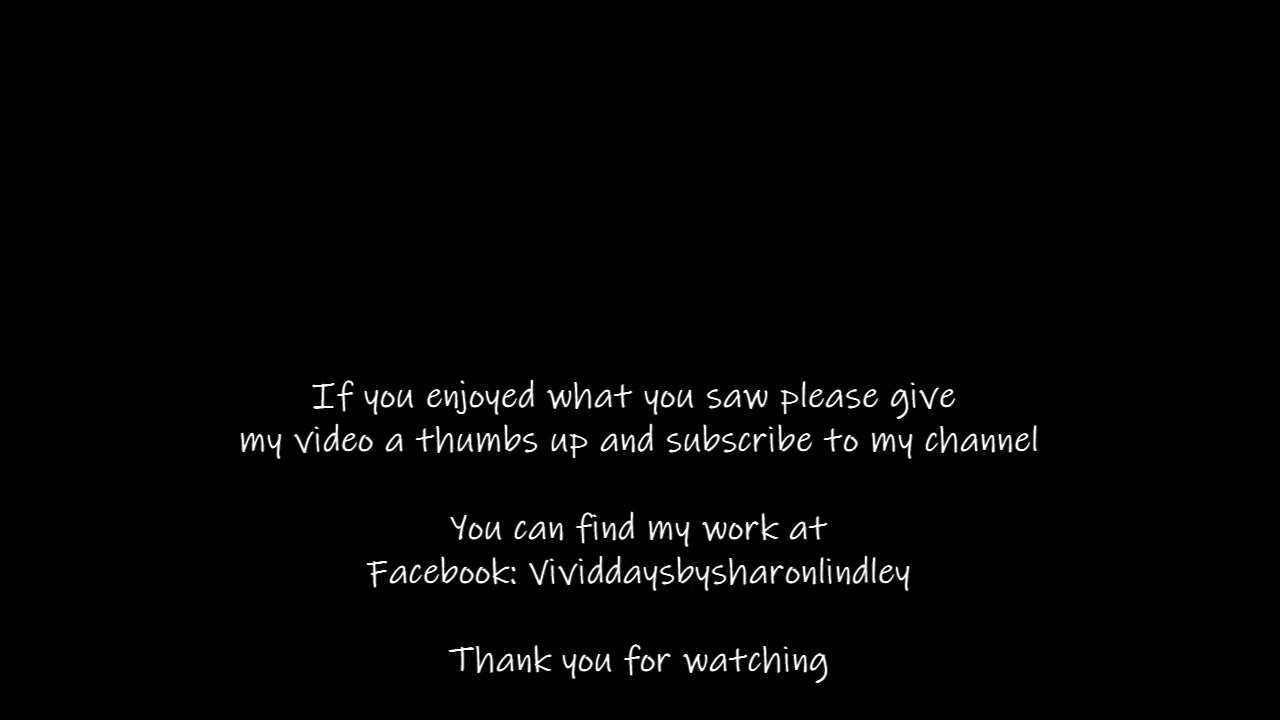 If you enjoyed what you saw please give
my video a thumbs up and subscribe to my channel
You can find my work at
Facebook: Vividdaysbysharonlindley
Thank you for watching